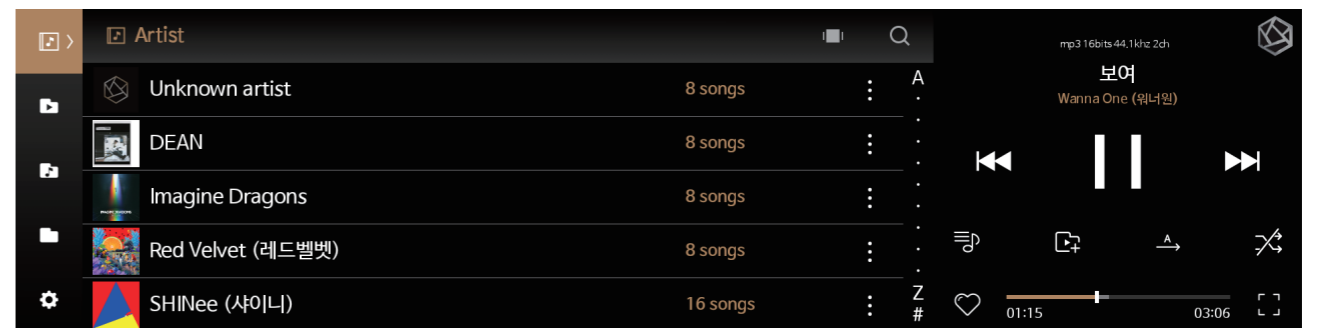 Artist
Unknown artist 8 songs
DEAN 8 songs
Imagine Dragons 8 songs
Red Velvet (레드벨벳) 8 songs
SHINee (샤이니) 16 songs
A
Z
#
mp3 16bits 44.1khz 2ch
보여
Wanna One (워너원)
A
01:15 03:06